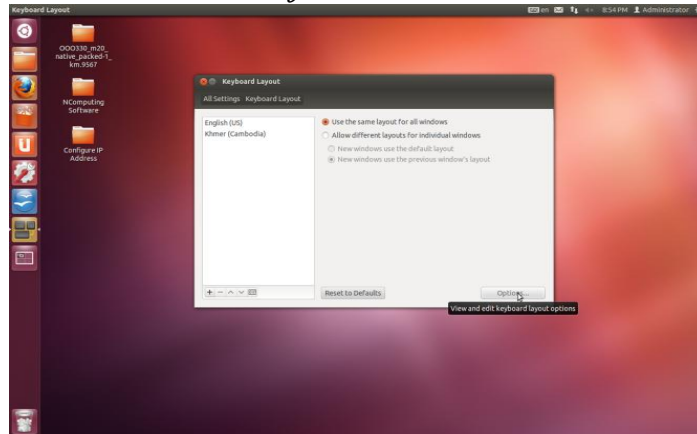 Keyboard Layout
en
8:54 PM
Administrator
OOO330_m20_
native_packed-1_
km.9567
NComputing
Software
Configure IP
Address
Keyboard Layout
All Settings Keyboard Layout
English (US)
Khmer (Cambodia)
Use the same layout for all windows
Allow different layouts for individual windows
New windows use the default layout
New windows use the previous window's layout
Reset to Defaults
Options...
View and edit keyboard layout options